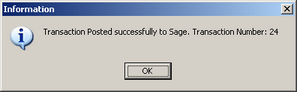 Information
Transaction Posted successfully to Sage. Transaction Number: 24
OK